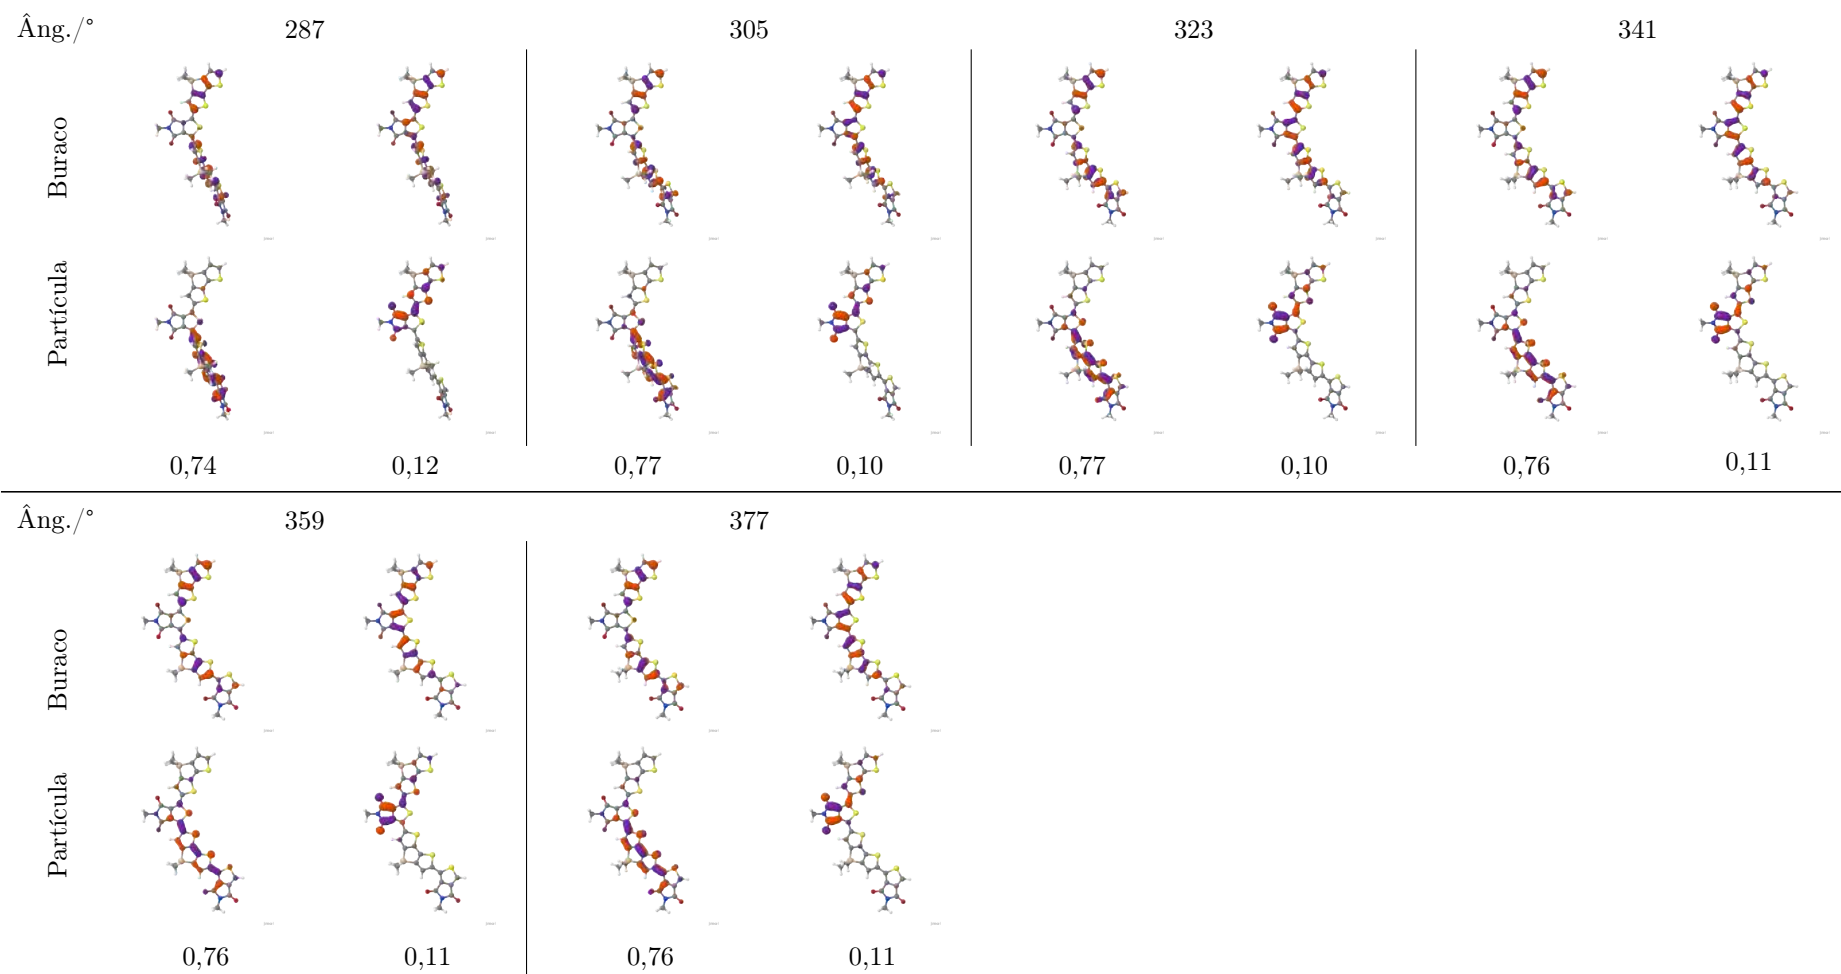 Âng./° 287 305 323 341
Buraco
Partícula
0,74 0,12 0,77 0,10 0,77 0,10 0,76 0,11
Âng./° 359 377
Buraco
Partícula
0,76 0,11 0,76 0,11